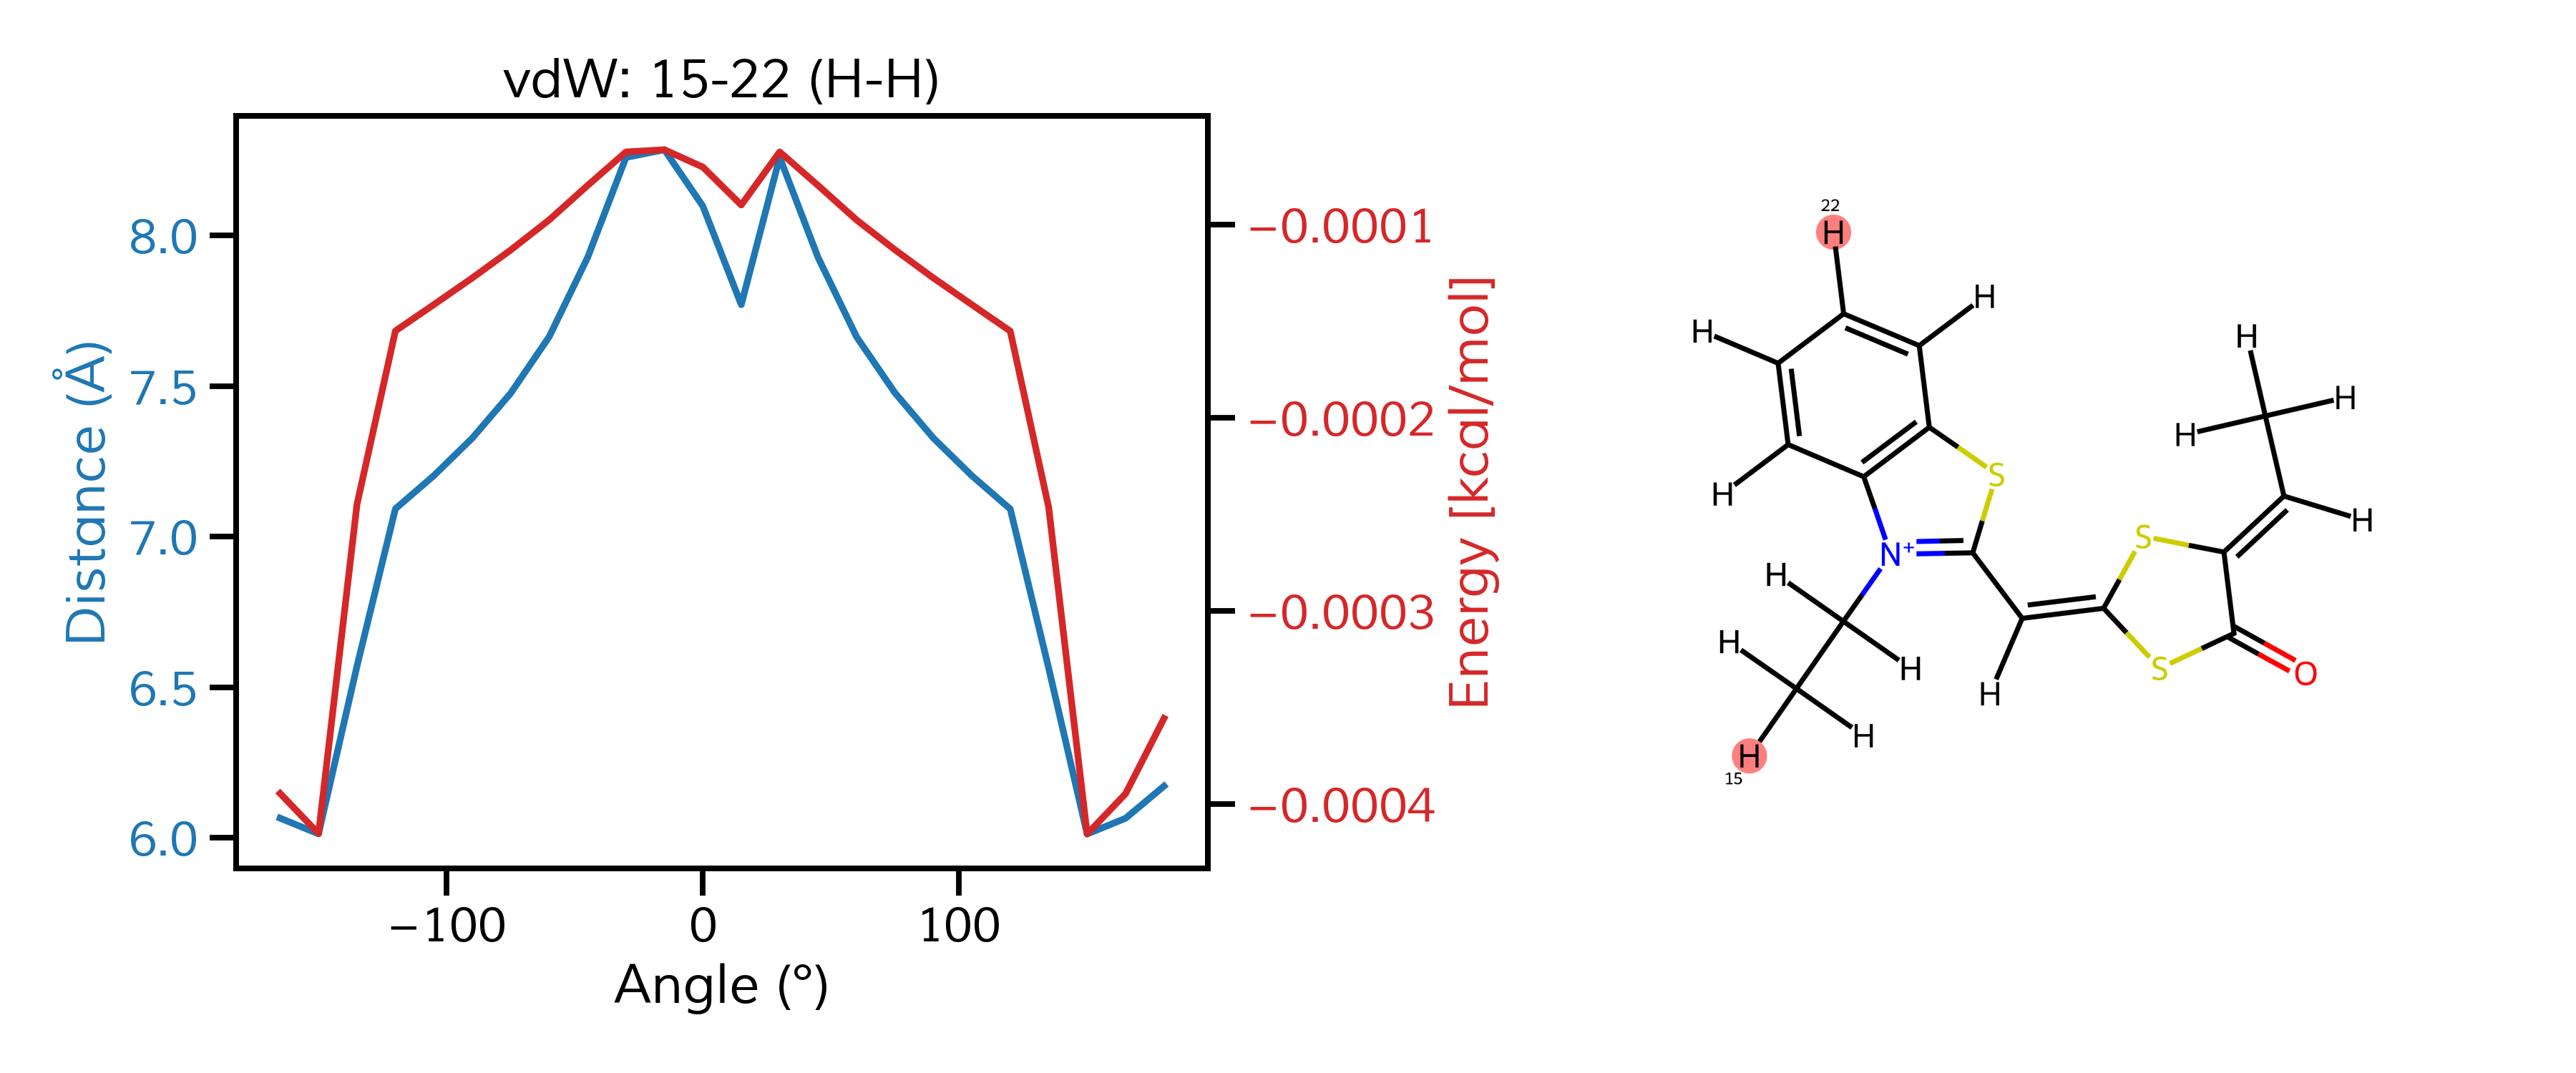 vdW: 15-22 (H-H)
Distance (Å)
8.0
7.5
7.0
6.5
6.0
−100
0
100
Angle (°)
−0.0001
−0.0002
−0.0003
−0.0004
Energy [kcal/mol]
22
H
H
H
H
H
H
H
S
H
S
H
N⁺
H
H
H
S
O
H
H
H
15